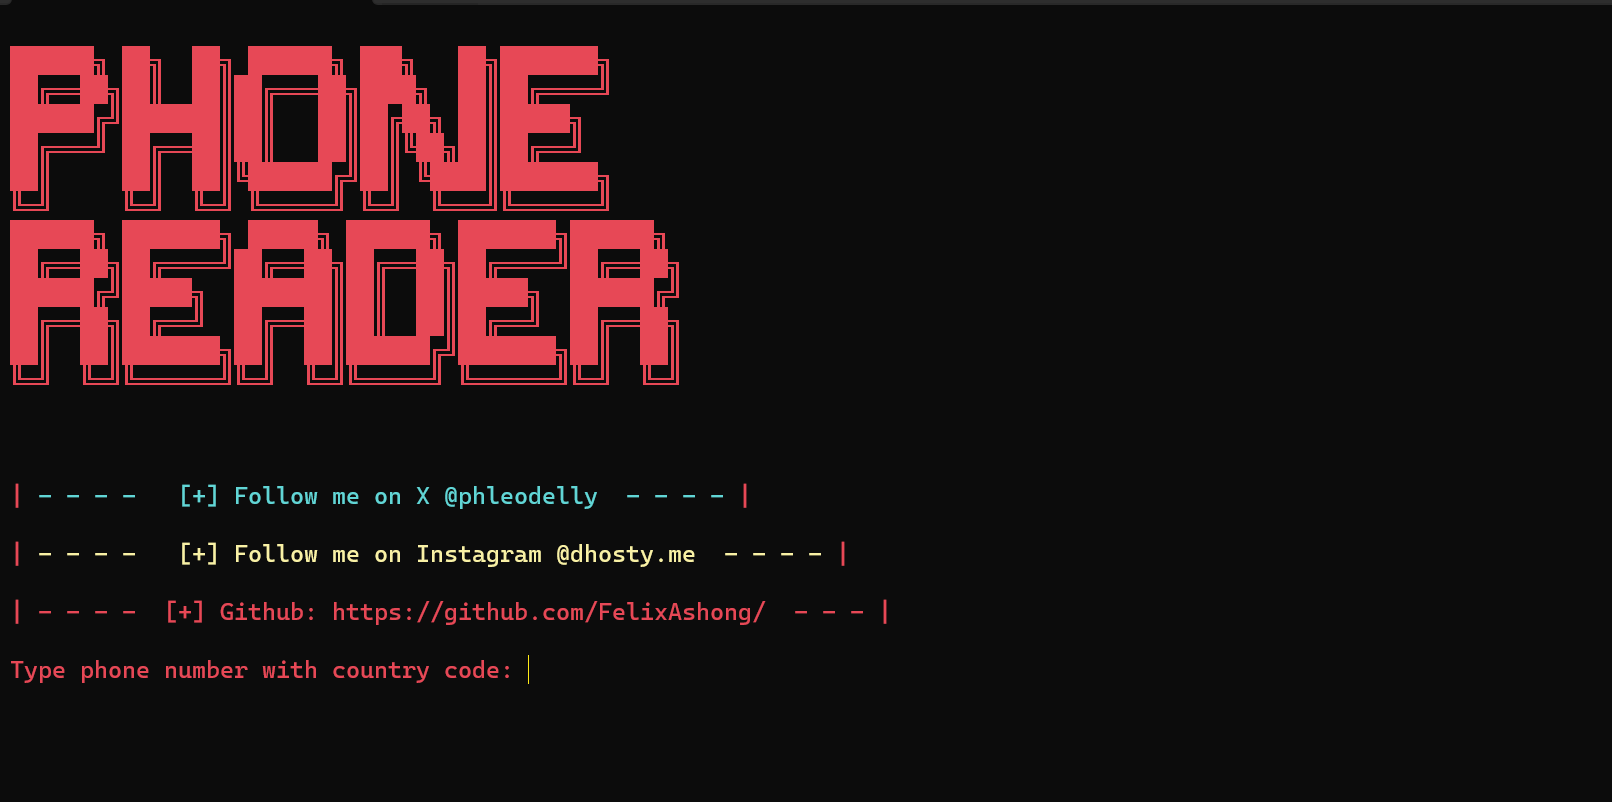 PHONE
READER
| - - - -   [+] Follow me on X @phleodelly  - - - - |
| - - - -   [+] Follow me on Instagram @dhosty.me  - - - - |
| - - - -  [+] Github: https://github.com/FelixAshong/  - - - |
Type phone number with country code: